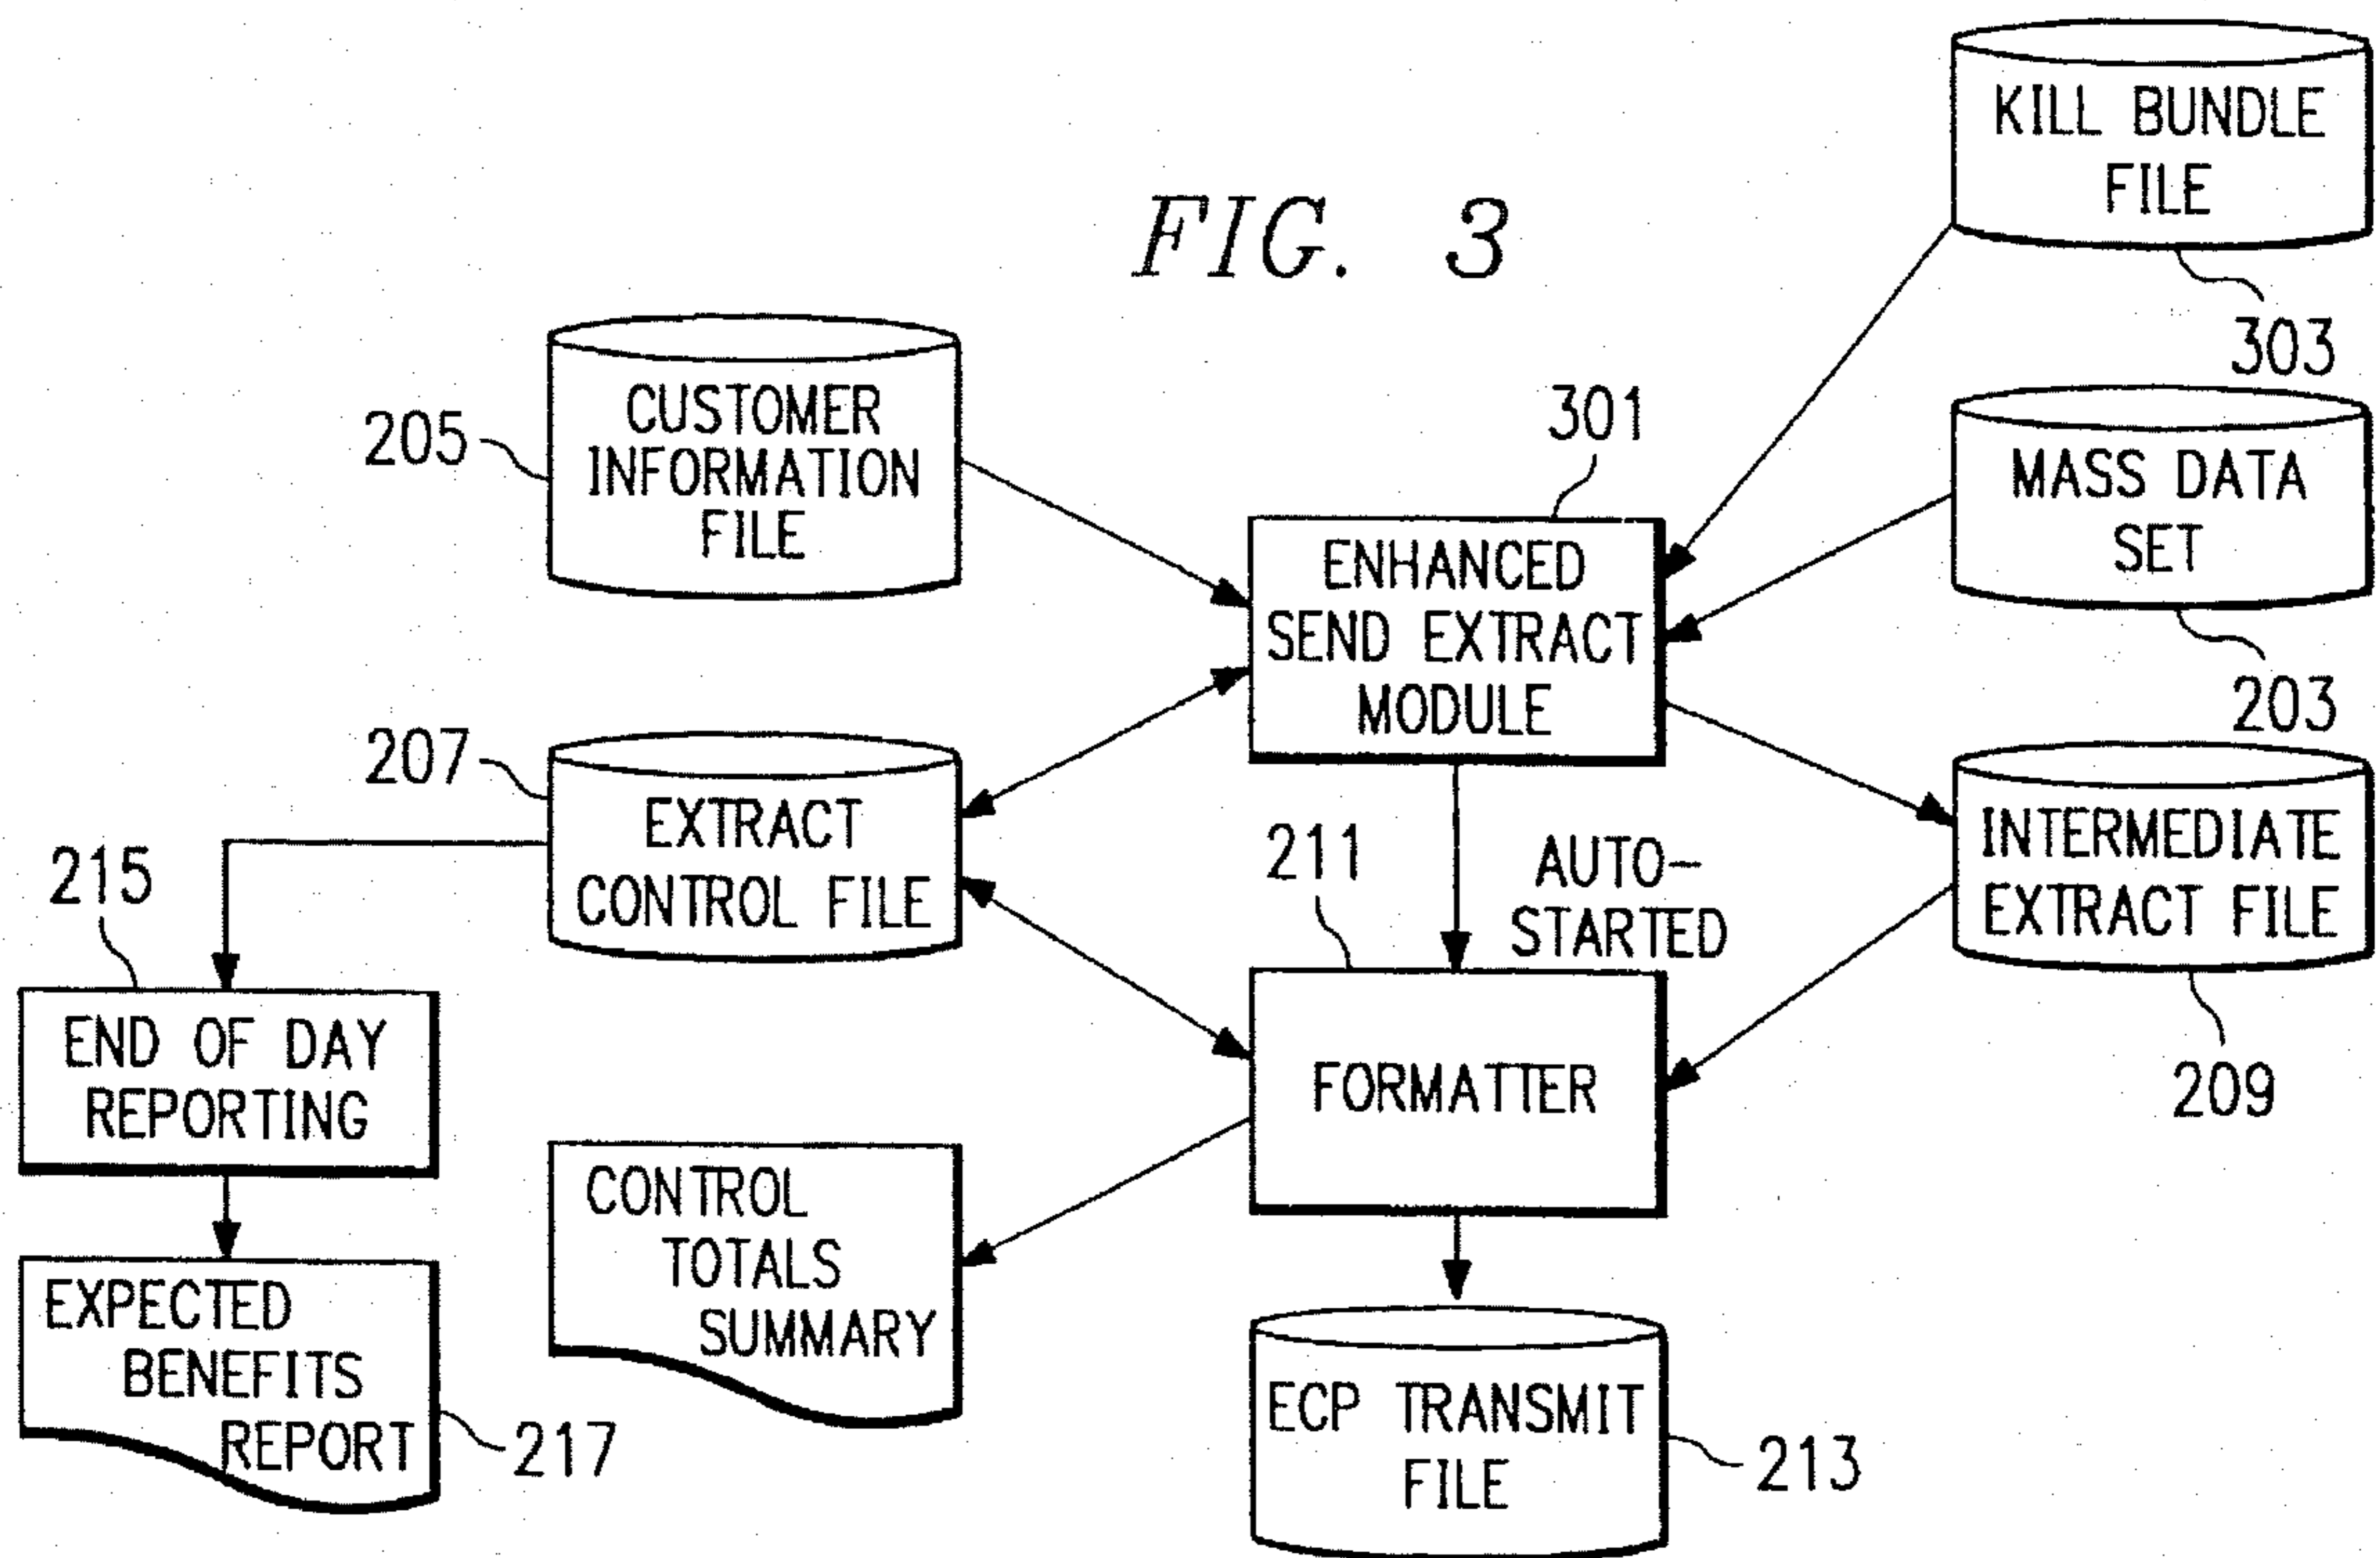 KILL BUNDLE
FILE
303
FIG. 3
CUSTOMER
INFORMATION
FILE
205
301
ENHANCED
SEND EXTRACT
MODULE
MASS DATA
SET
203
207
EXTRACT
CONTROL FILE
211
AUTO-
STARTED
INTERMEDIATE
EXTRACT FILE
209
215
END OF DAY
REPORTING
FORMATTER
CONTROL
TOTALS
SUMMARY
EXPECTED
BENEFITS
REPORT
217
ECP TRANSMIT
FILE
213